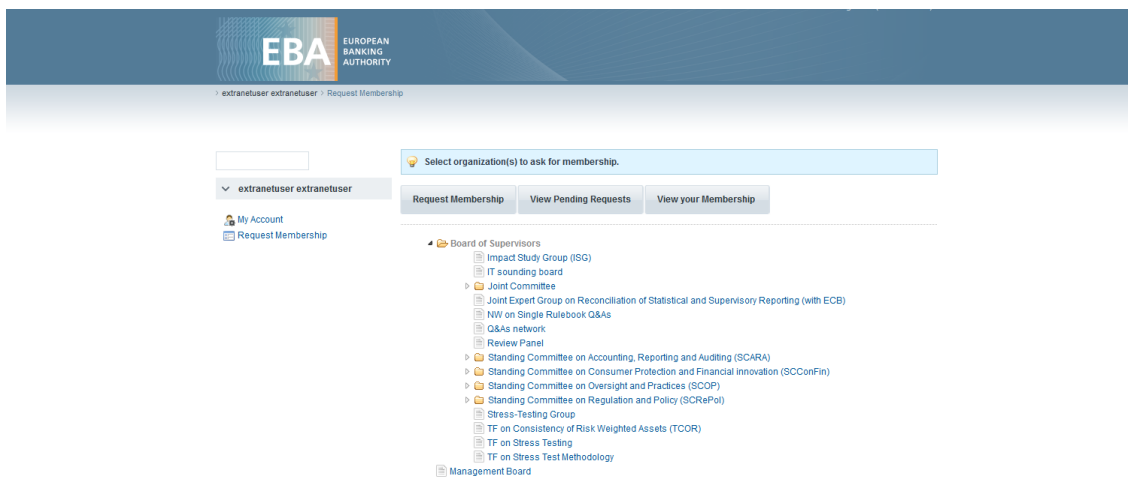 EBA
EUROPEAN
BANKING
AUTHORITY
› extranetuser extranetuser › Request Membership
Select organization(s) to ask for membership.
extranetuser extranetuser
Request Membership View Pending Requests View your Membership
My Account
Request Membership
Board of Supervisors
Impact Study Group (ISG)
IT sounding board
Joint Committee
Joint Expert Group on Reconciliation of Statistical and Supervisory Reporting (with ECB)
NW on Single Rulebook Q&As
Q&As network
Review Panel
Standing Committee on Accounting, Reporting and Auditing (SCARA)
Standing Committee on Consumer Protection and Financial innovation (SCConFin)
Standing Committee on Oversight and Practices (SCOP)
Standing Committee on Regulation and Policy (SCRePol)
Stress-Testing Group
TF on Consistency of Risk Weighted Assets (TCOR)
TF on Stress Testing
TF on Stress Test Methodology
Management Board